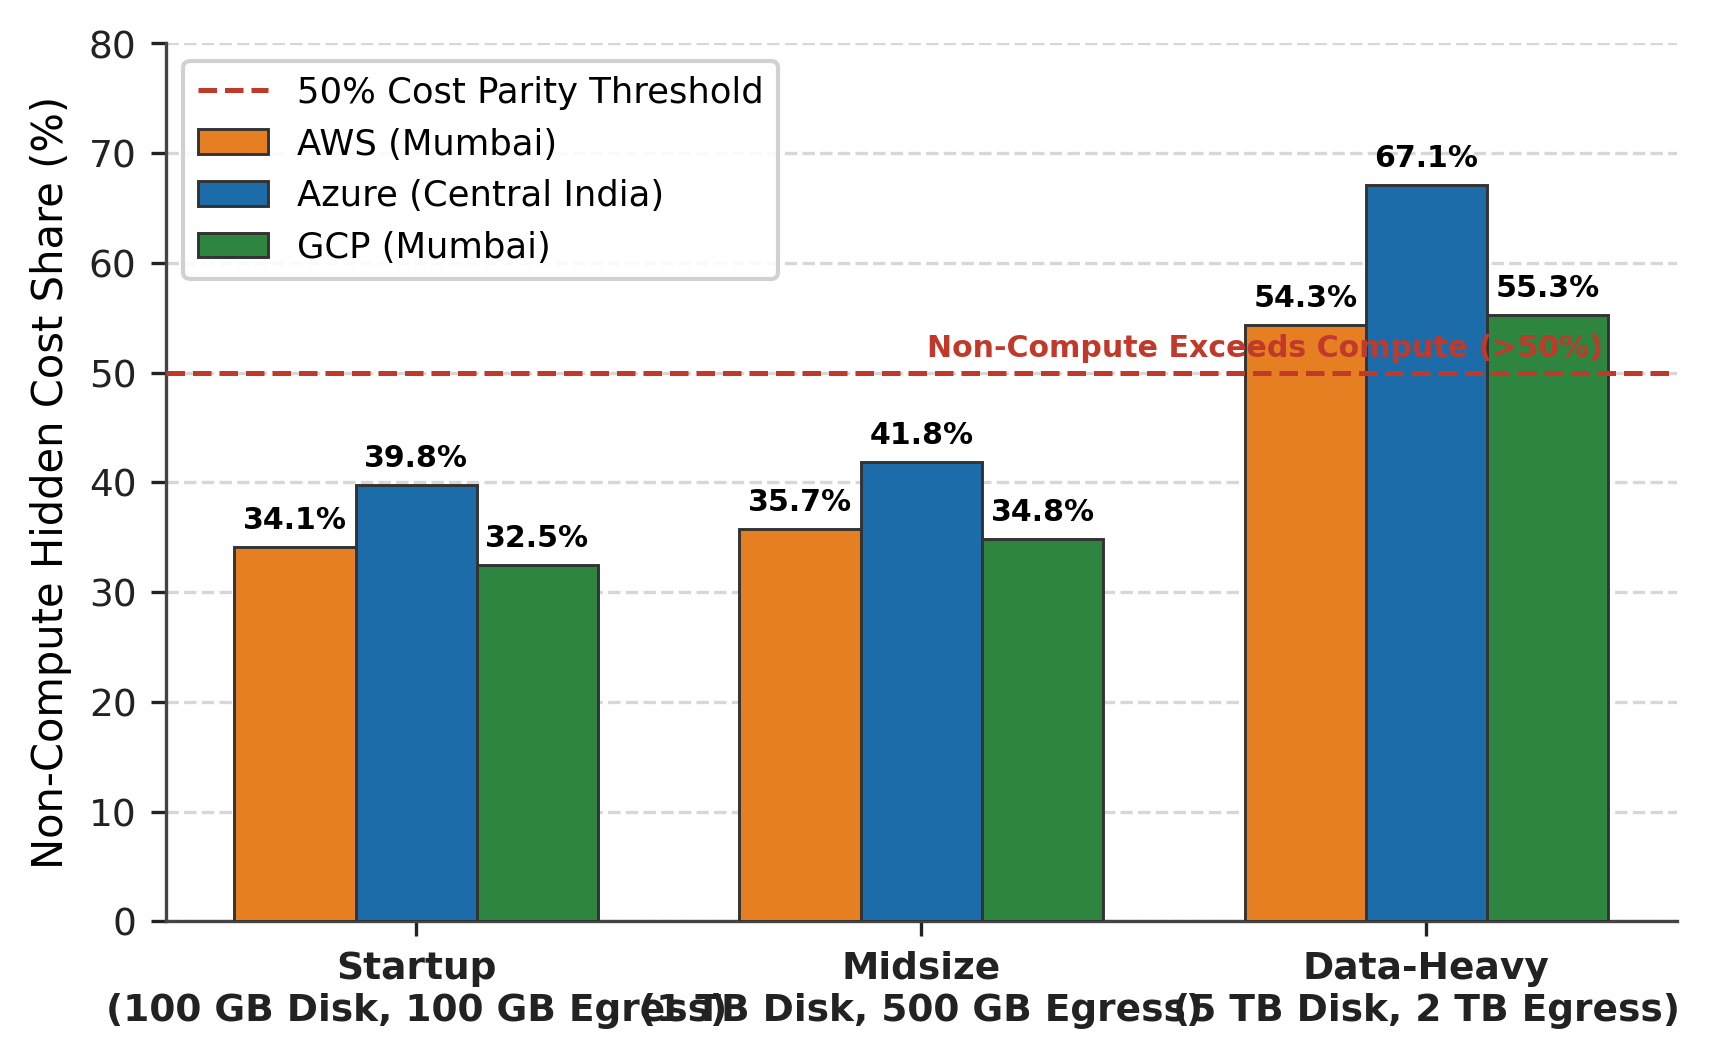 Non-Compute Hidden Cost Share (%)
80
70
60
50
40
30
20
10
0
50% Cost Parity Threshold
AWS (Mumbai)
Azure (Central India)
GCP (Mumbai)
34.1%
39.8%
32.5%
35.7%
41.8%
34.8%
54.3%
67.1%
55.3%
Non-Compute Exceeds Compute (>50%)
Startup
(100 GB Disk, 100 GB Egress)
Midsize
(1 TB Disk, 500 GB Egress)
Data-Heavy
(5 TB Disk, 2 TB Egress)